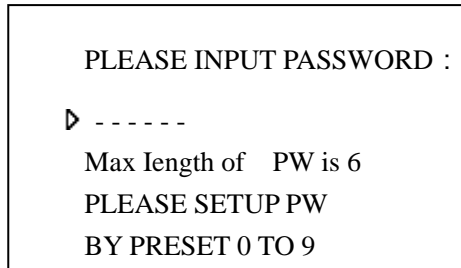 PLEASE INPUT PASSWORD：
- - - - - -
Max Iength of PW is 6
PLEASE SETUP PW
BY PRESET 0 TO 9